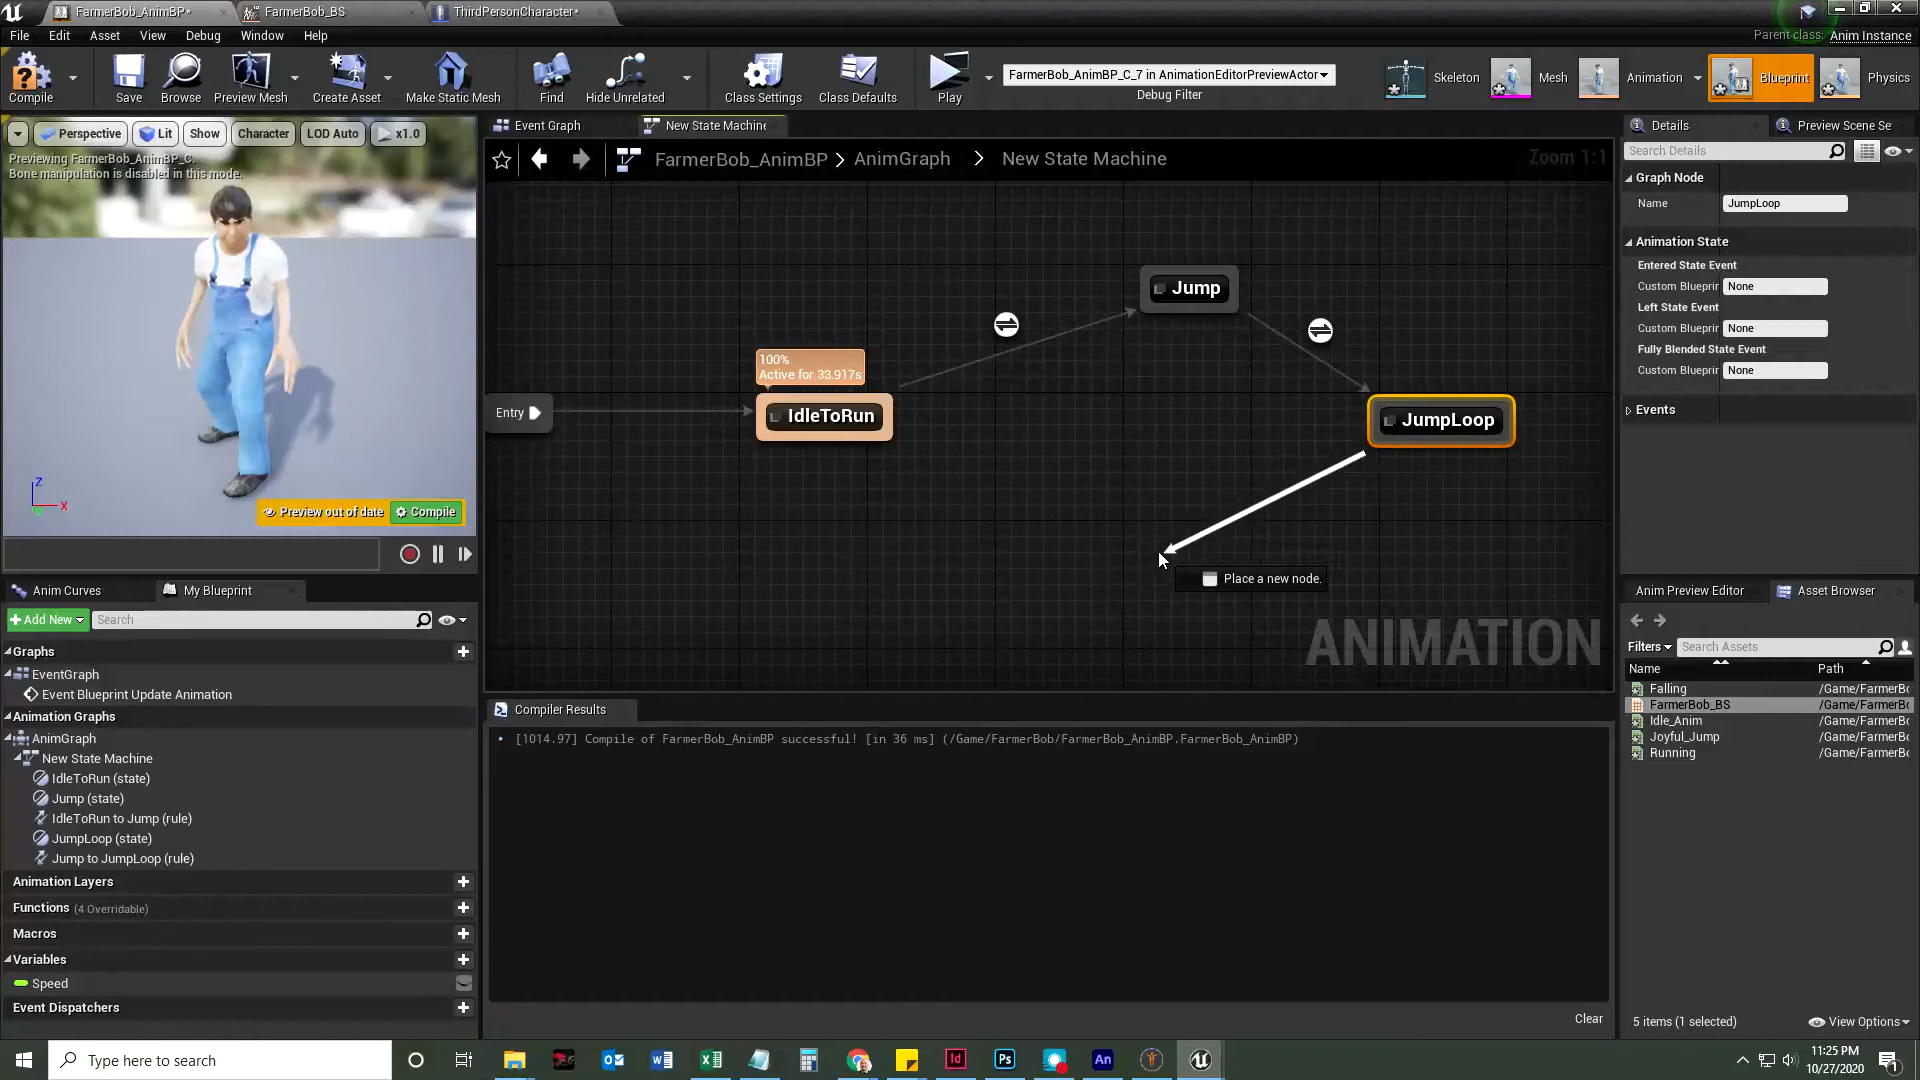 FarmerBob_AnimBP*
FarmerBob_BS
ThirdPersonCharacter*
Parent class: Anim Instance
File Edit Asset View Debug Window Help
Compile
Save
Browse
Preview Mesh
Create Asset
Make Static Mesh
Find
Hide Unrelated
Class Settings
Class Defaults
Play
FarmerBob_AnimBP_C_7 in AnimationEditorPreviewActor
Debug Filter
Skeleton
Mesh
Animation
Blueprint
Physics
Perspective
Lit
Show
Character
LOD Auto
x1.0
Previewing FarmerBob_AnimBP_C.
Bone manipulation is disabled in this mode.
Z
X
Preview out of date
Compile
Event Graph
New State Machine
FarmerBob_AnimBP > AnimGraph > New State Machine
Zoom 1:1
Jump
100%
Active for 33.917s
Entry
IdleToRun
JumpLoop
Place a new node.
ANIMATION
Details
Preview Scene Se
Search Details
Graph Node
Name
JumpLoop
Animation State
Entered State Event
Custom Blueprir
None
Left State Event
Custom Blueprir
None
Fully Blended State Event
Custom Blueprir
None
Events
Anim Curves
My Blueprint
Add New
Search
Graphs
EventGraph
Event Blueprint Update Animation
Animation Graphs
AnimGraph
New State Machine
IdleToRun (state)
Jump (state)
IdleToRun to Jump (rule)
JumpLoop (state)
Jump to JumpLoop (rule)
Animation Layers
Functions (4 Overridable)
Macros
Variables
Speed
Event Dispatchers
Compiler Results
[1014.97] Compile of FarmerBob_AnimBP successful! [in 36 ms] (/Game/FarmerBob/FarmerBob_AnimBP.FarmerBob_AnimBP)
Clear
Anim Preview Editor
Asset Browser
Filters
Search Assets
Name
Path
Falling /Game/FarmerBo
FarmerBob_BS /Game/FarmerBo
Idle_Anim /Game/FarmerBo
Joyful_Jump /Game/FarmerBo
Running /Game/FarmerBo
5 items (1 selected)
View Options
Type here to search
11:25 PM
10/27/2020